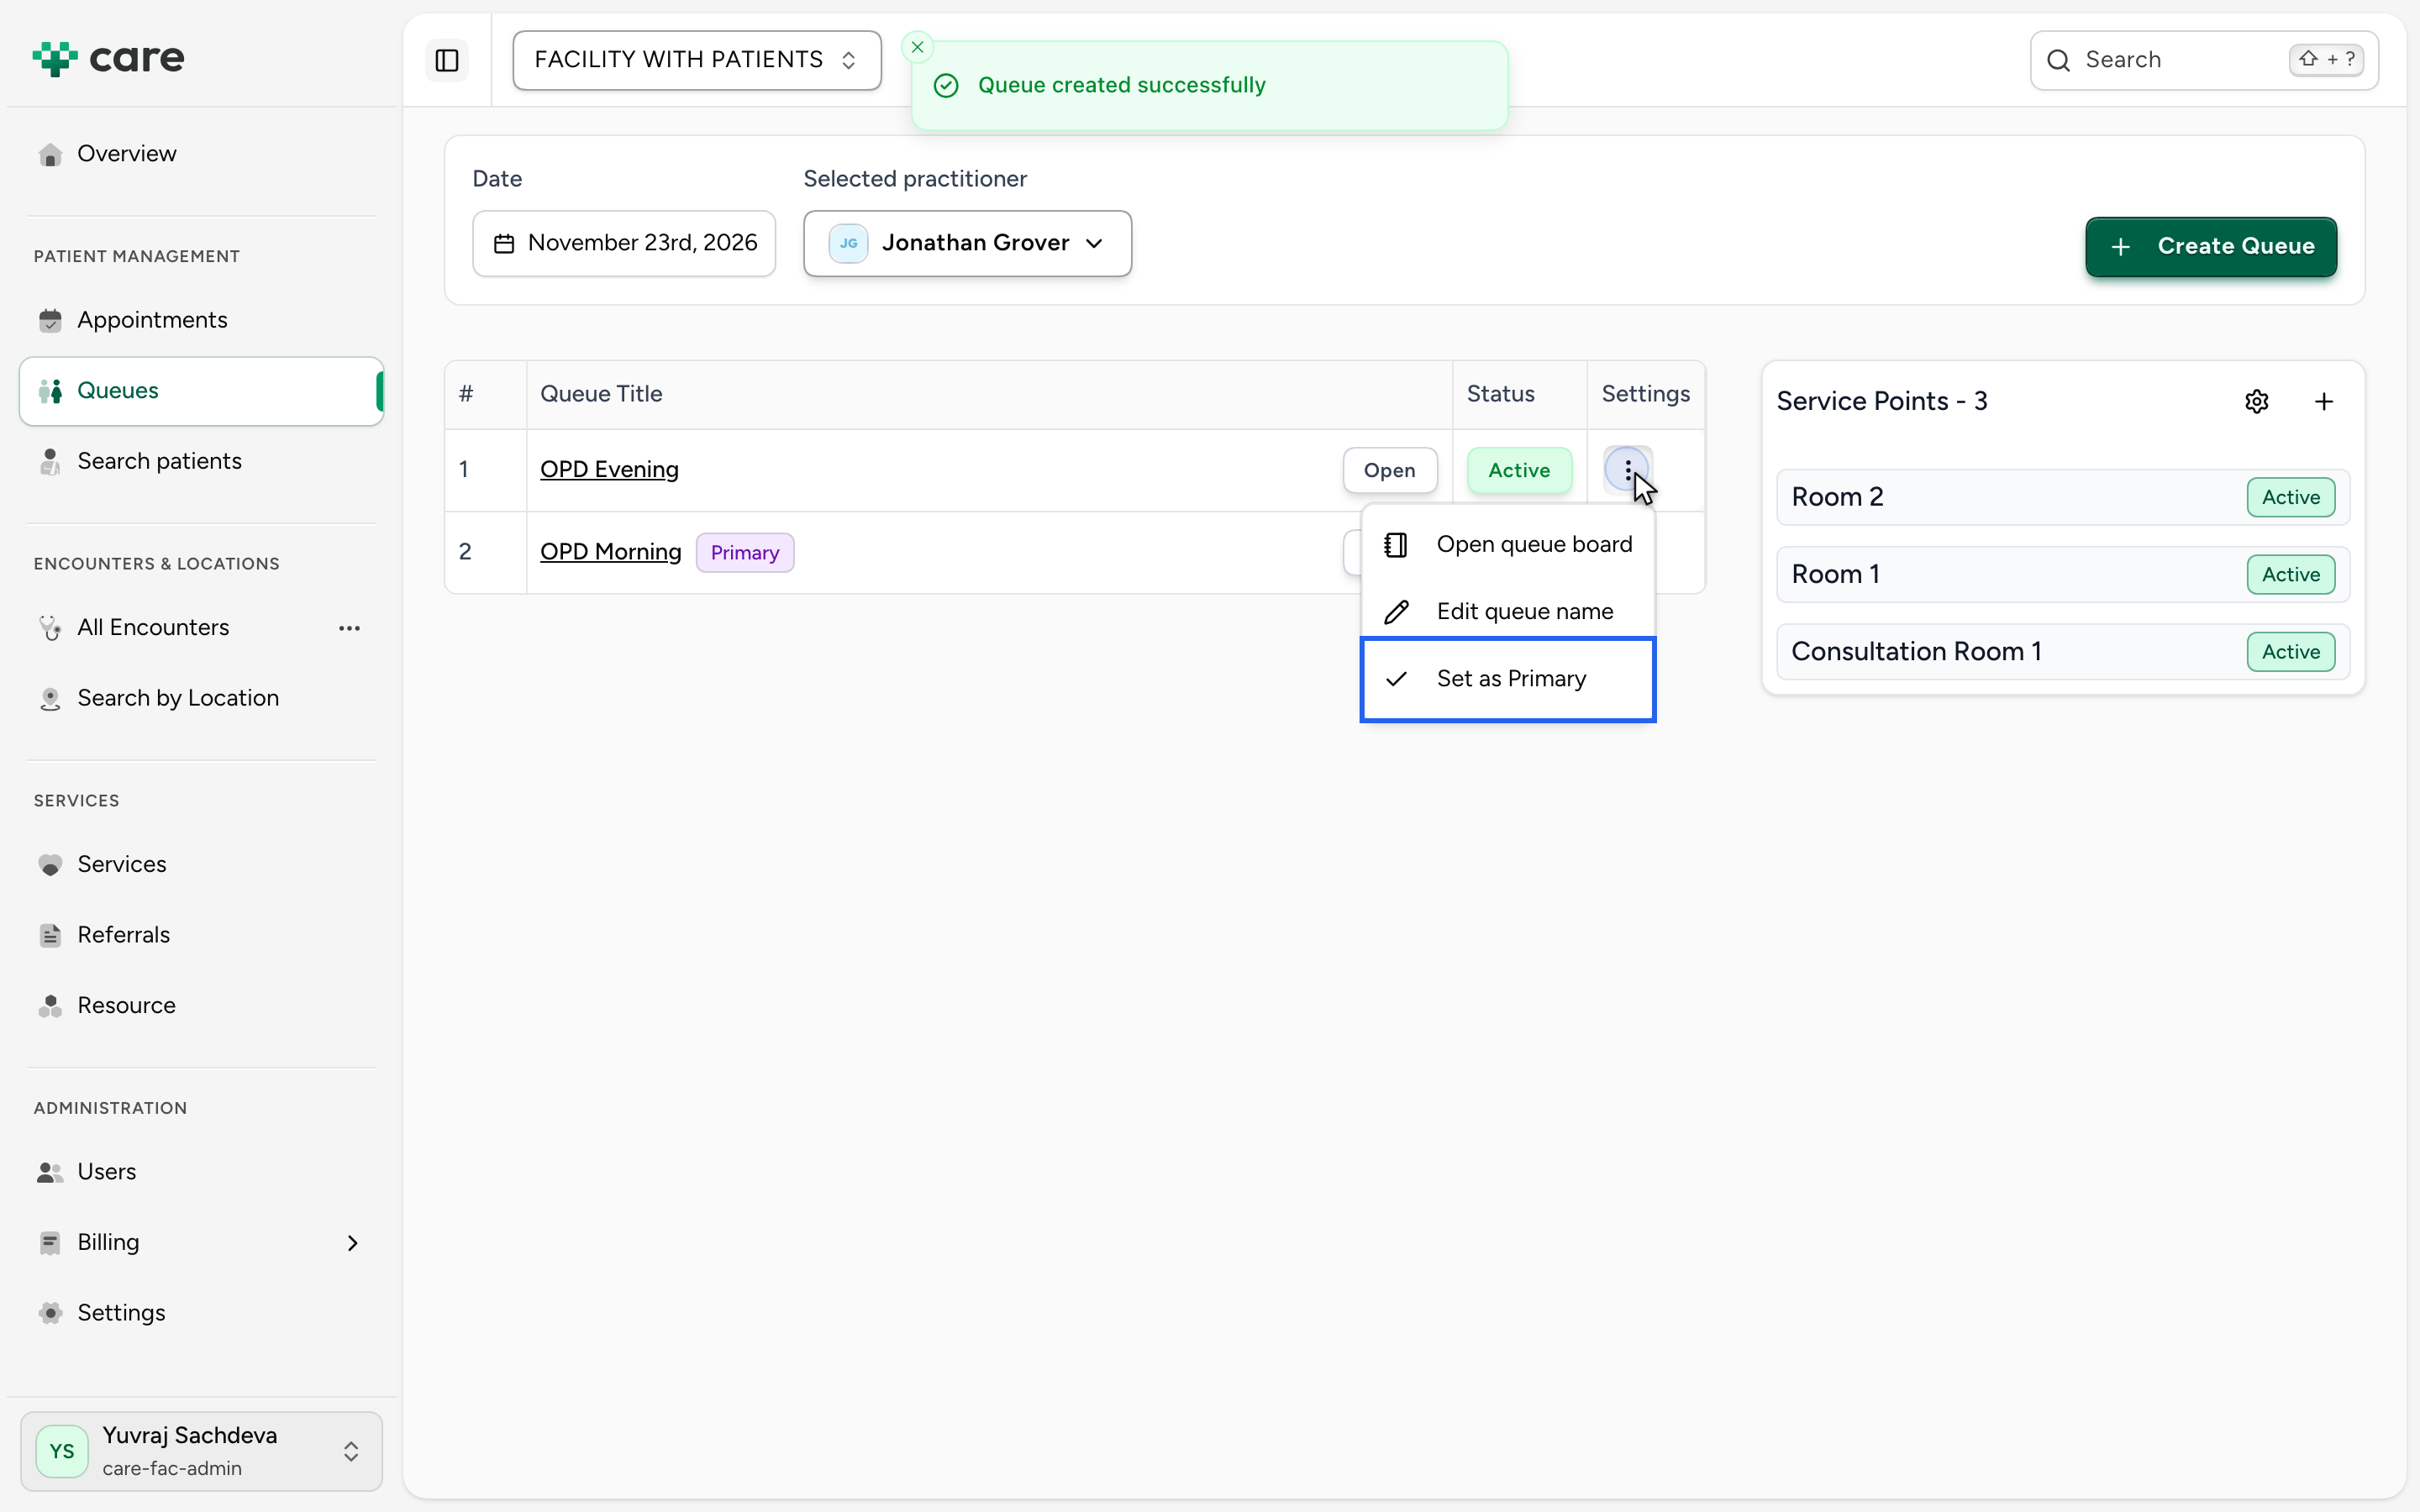 care
FACILITY WITH PATIENTS
Queue created successfully
Search
+ ?
Overview
PATIENT MANAGEMENT
Appointments
Queues
Search patients
ENCOUNTERS & LOCATIONS
All Encounters
Search by Location
SERVICES
Services
Referrals
Resource
ADMINISTRATION
Users
Billing
Settings
YS
Yuvraj Sachdeva
care-fac-admin
Date
November 23rd, 2026
Selected practitioner
JG
Jonathan Grover
+ Create Queue
# Queue Title Status Settings
1 OPD Evening Open Active
2 OPD Morning Primary
Open queue board
Edit queue name
Set as Primary
Service Points - 3
Room 2 Active
Room 1 Active
Consultation Room 1 Active